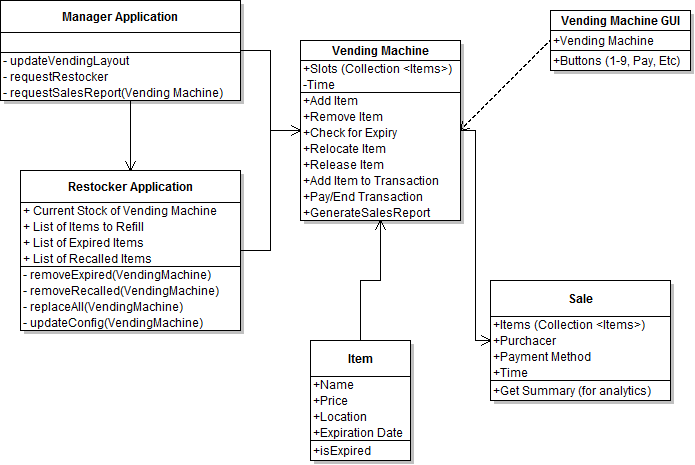 Manager Application
- updateVendingLayout
- requestRestocker
- requestSalesReport(Vending Machine)
Restocker Application
+ Current Stock of Vending Machine
+ List of Items to Refill
+ List of Expired Items
+ List of Recalled Items
- removeExpired(VendingMachine)
- removeRecalled(VendingMachine)
- replaceAll(VendingMachine)
- updateConfig(VendingMachine)
Vending Machine
+Slots (Collection <Items>)
-Time
+Add Item
+Remove Item
+Check for Expiry
+Relocate Item
+Release Item
+Add Item to Transaction
+Pay/End Transaction
+GenerateSalesReport
Vending Machine GUI
+Vending Machine
+Buttons (1-9, Pay, Etc)
Item
+Name
+Price
+Location
+Expiration Date
+isExpired
Sale
+Items (Collection <Items>)
+Purchacer
+Payment Method
+Time
+Get Summary (for analytics)